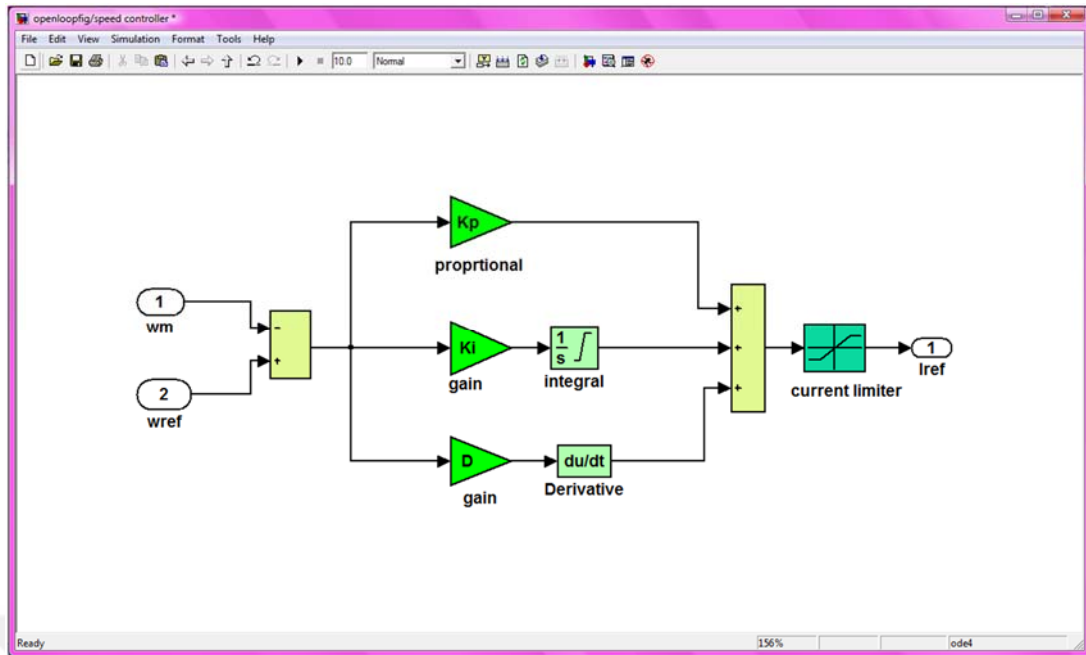 openloopfig/speed controller *
File Edit View Simulation Format Tools Help
10.0 Normal
Kp
proprtional
1
wm
2
wref
−
+
Ki
gain
1
s
integral
D
gain
du/dt
Derivative
+
+
+
current limiter
1
Iref
Ready 156% ode4